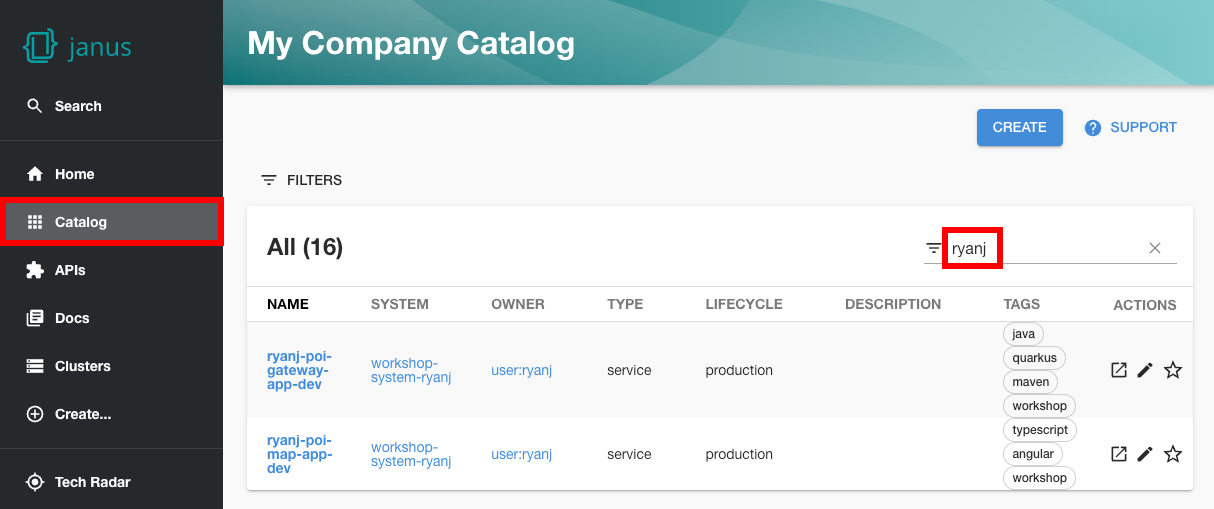 janus
Search
Home
Catalog
APIs
Docs
Clusters
Create...
Tech Radar
My Company Catalog
CREATE
? SUPPORT
FILTERS
All (16)
ryanj
NAME SYSTEM OWNER TYPE LIFECYCLE DESCRIPTION TAGS ACTIONS
ryanj-poi-
gateway-
app-dev
workshop-
system-ryanj
user:ryanj
service
production
java
quarkus
maven
workshop
ryanj-poi-
map-app-
dev
workshop-
system-ryanj
user:ryanj
service
production
typescript
angular
workshop